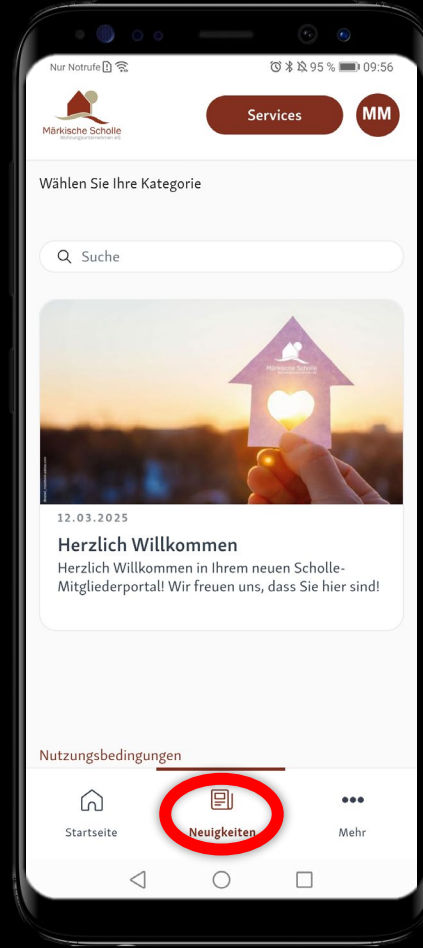 Nur Notrufe
95 % 09:56
Märkische Scholle
Wohnungsunternehmen eG
Services
MM
Wählen Sie Ihre Kategorie
Suche
Märkische Scholle
12.03.2025
Herzlich Willkommen
Herzlich Willkommen in Ihrem neuen Scholle-
Mitgliederportal! Wir freuen uns, dass Sie hier sind!
Nutzungsbedingungen
Startseite
Neuigkeiten
Mehr